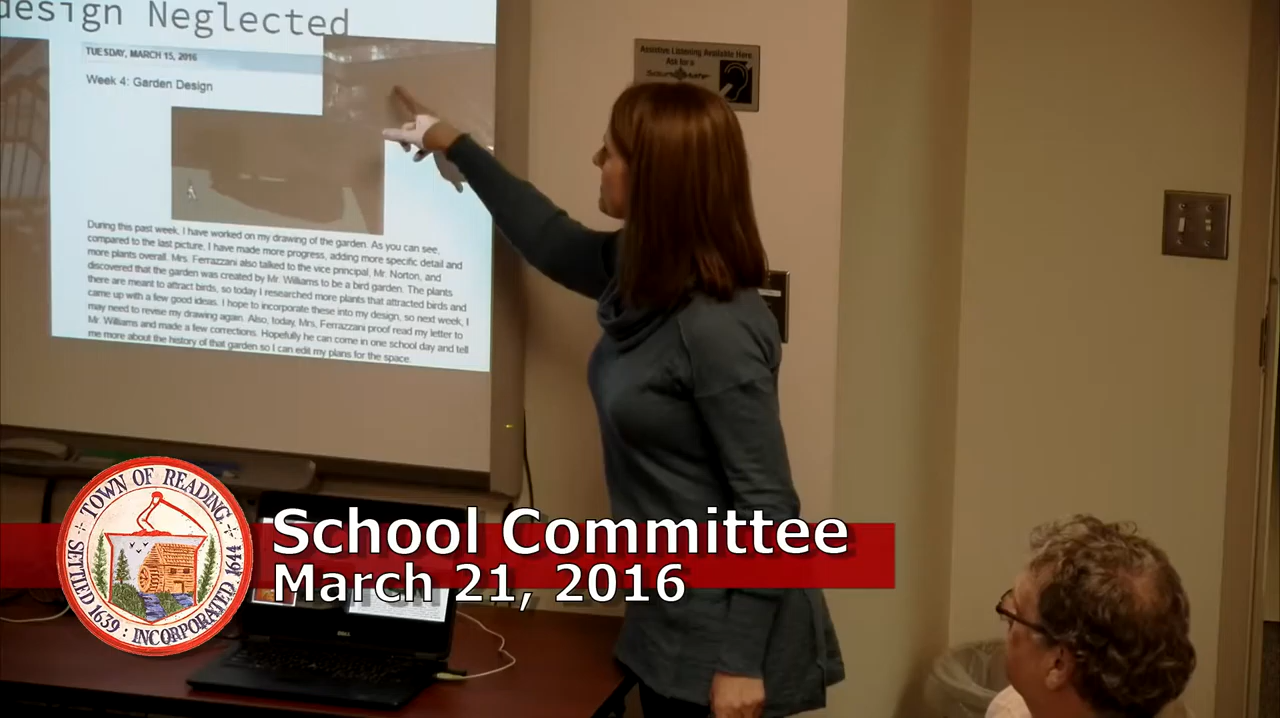 design Neglected
TUESDAY, MARCH 15, 2016
Week 4: Garden Design
During this past week, I have worked on my drawing of the garden. As you can see,
compared to the last picture, I have made more progress, adding more specific detail and
more plants overall. Mrs. Ferrazzani also talked to the vice principal, Mr. Norton, and
discovered that the garden was created by Mr. Williams to be a bird garden. The plants
there are meant to attract birds, so today I researched more plants that attracted birds and
came up with a few good ideas. I hope to incorporate these into my design, so next week, I
may need to revise my drawing again. Also, today, Mrs, Ferrazzani proof read my letter to
Mr. Williams and made a few corrections. Hopefully he can come in one school day and tell
me more about the history of that garden so I can edit my plans for the space.
Assistive Listening Available Here
Ask for a
TOWN OF READING
SETTLED 1639 : INCORPORATED 1644
School Committee
March 21, 2016
DELL